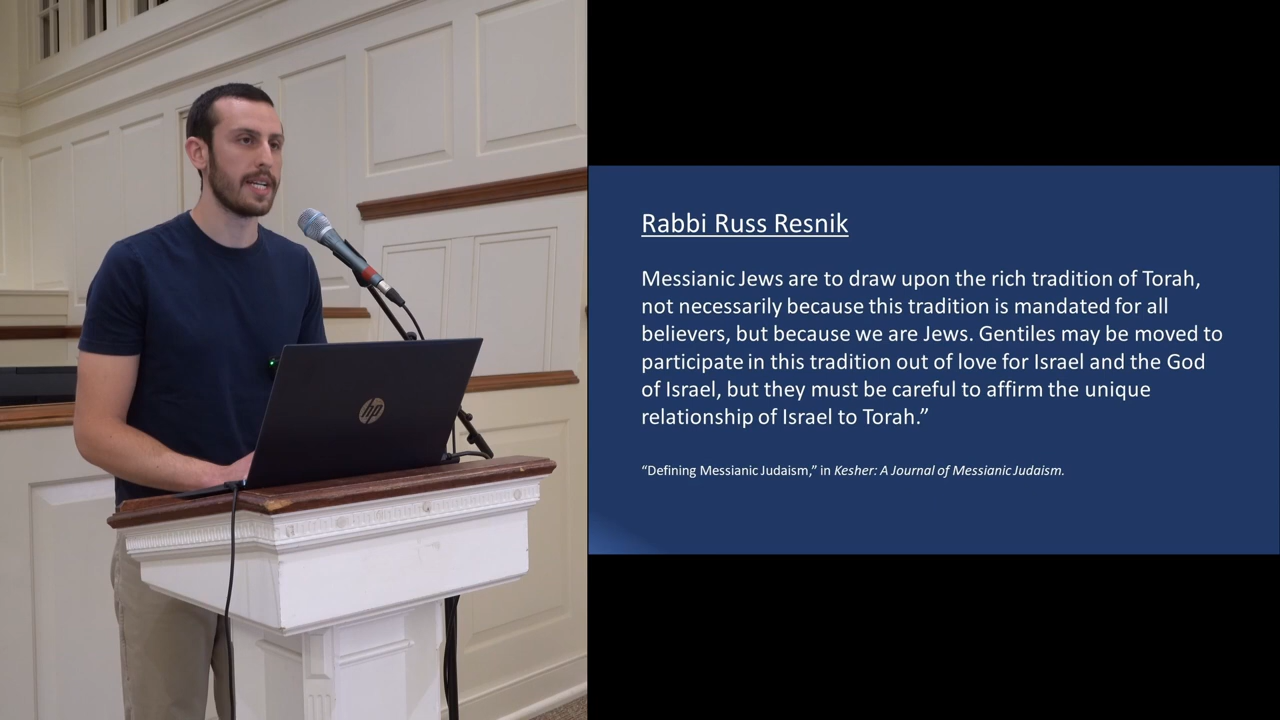 Rabbi Russ Resnik
Messianic Jews are to draw upon the rich tradition of Torah,
not necessarily because this tradition is mandated for all
believers, but because we are Jews. Gentiles may be moved to
participate in this tradition out of love for Israel and the God
of Israel, but they must be careful to affirm the unique
relationship of Israel to Torah.”
“Defining Messianic Judaism,” in Kesher: A Journal of Messianic Judaism.
hp